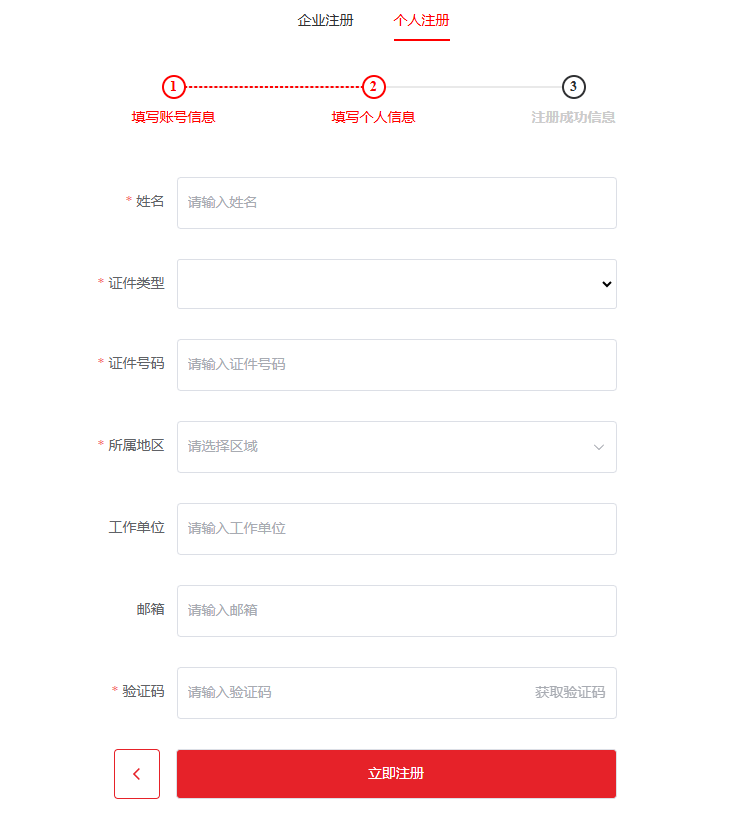 企业注册 个人注册
1 2 3
填写账号信息 填写个人信息 注册成功信息
* 姓名 请输入姓名
* 证件类型
* 证件号码 请输入证件号码
* 所属地区 请选择区域
工作单位 请输入工作单位
邮箱 请输入邮箱
* 验证码 请输入验证码 获取验证码
立即注册